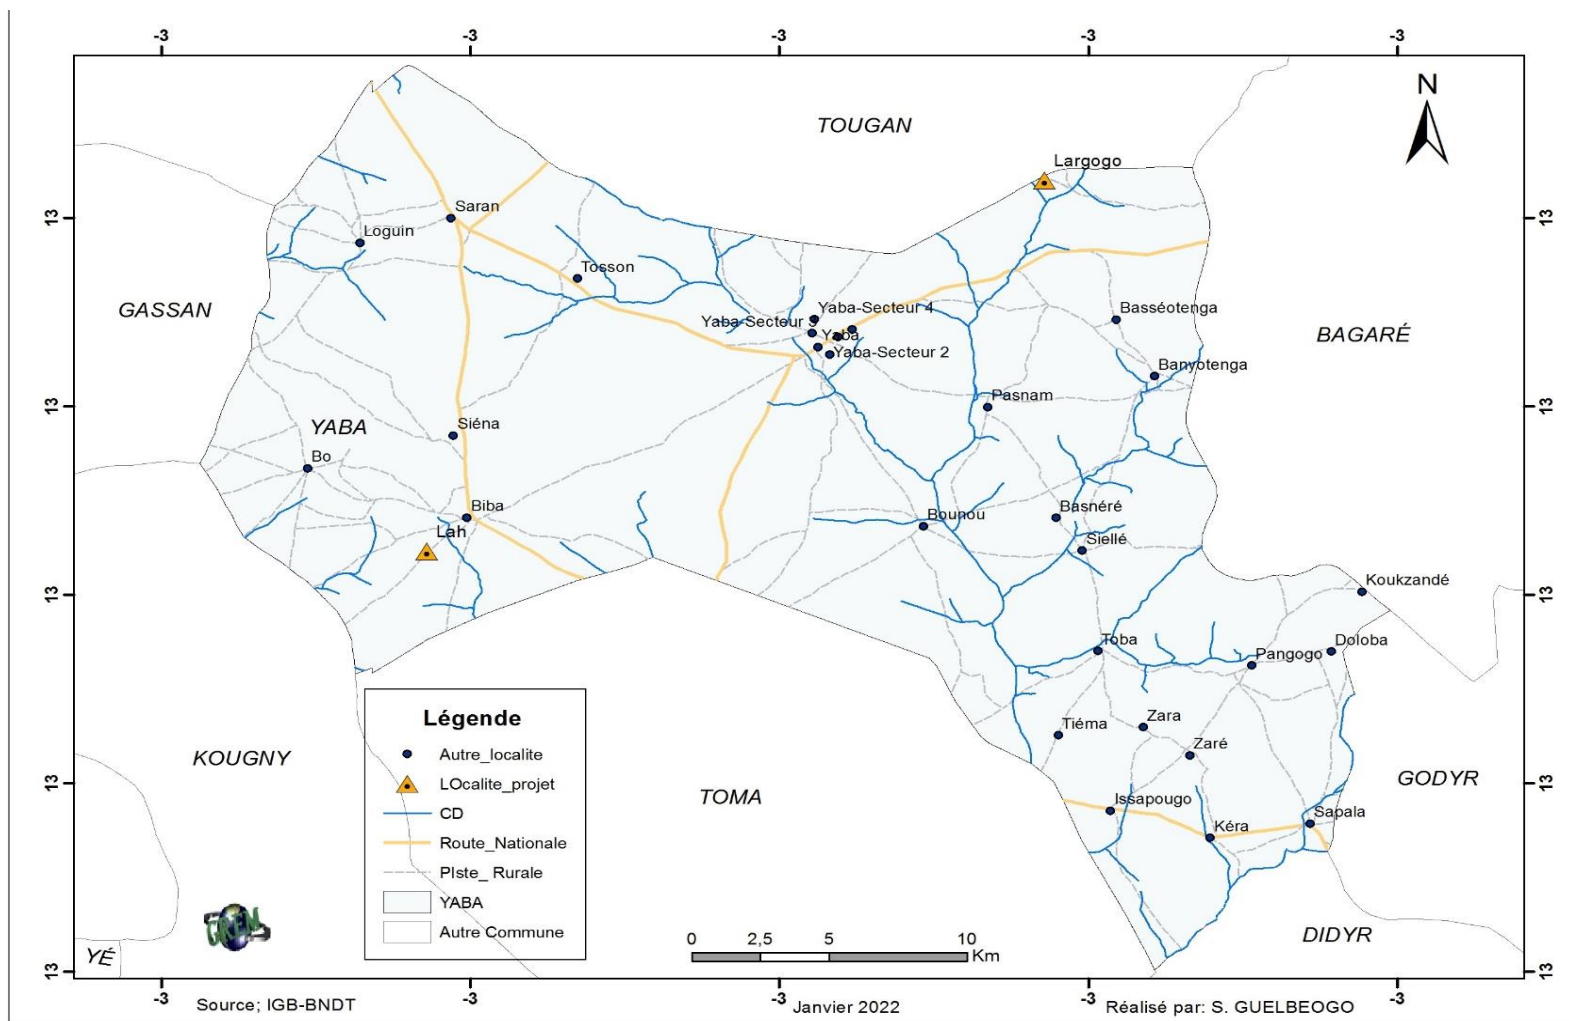 -3 -3 -3 -3 -3
N
TOUGAN
Largogo
13 Saran 13
Loguin
Tosson
GASSAN
Yaba-Secteur 4 Basséotenga
Yaba-Secteur 3 Yaba
BAGARÉ
Yaba-Secteur 2
Banyotenga
Pasnam
13 13
YABA Siéna
Bo
Biba Bounou Basnéré
Lah
Siellé
Koukzandé
13 13
Toba Pangogo Doloba
Légende
Autre_localite
LOcalite_projet
CD
Route_Nationale
PIste_ Rurale
YABA
Autre Commune
Tiéma Zara
Zaré
KOUGNY
TOMA
GODYR
13 13
Issapougo Kéra Sapala
GREM
DIDYR
YÉ
0 2,5 5 10
Km
13 13
-3 -3 -3 -3 -3
Source; IGB-BNDT
Janvier 2022
Réalisé par: S. GUELBEOGO